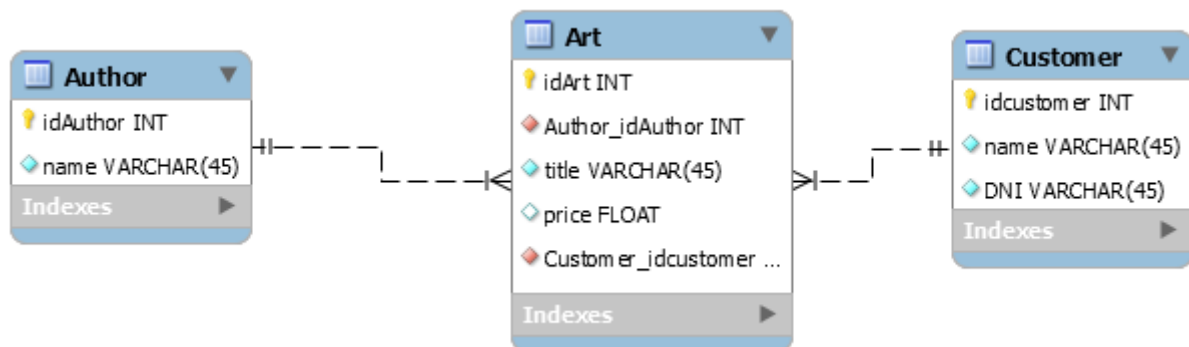 Author
idAuthor INT
name VARCHAR(45)
Indexes
Art
idArt INT
Author_idAuthor INT
title VARCHAR(45)
price FLOAT
Customer_idcustomer ...
Indexes
Customer
idcustomer INT
name VARCHAR(45)
DNI VARCHAR(45)
Indexes